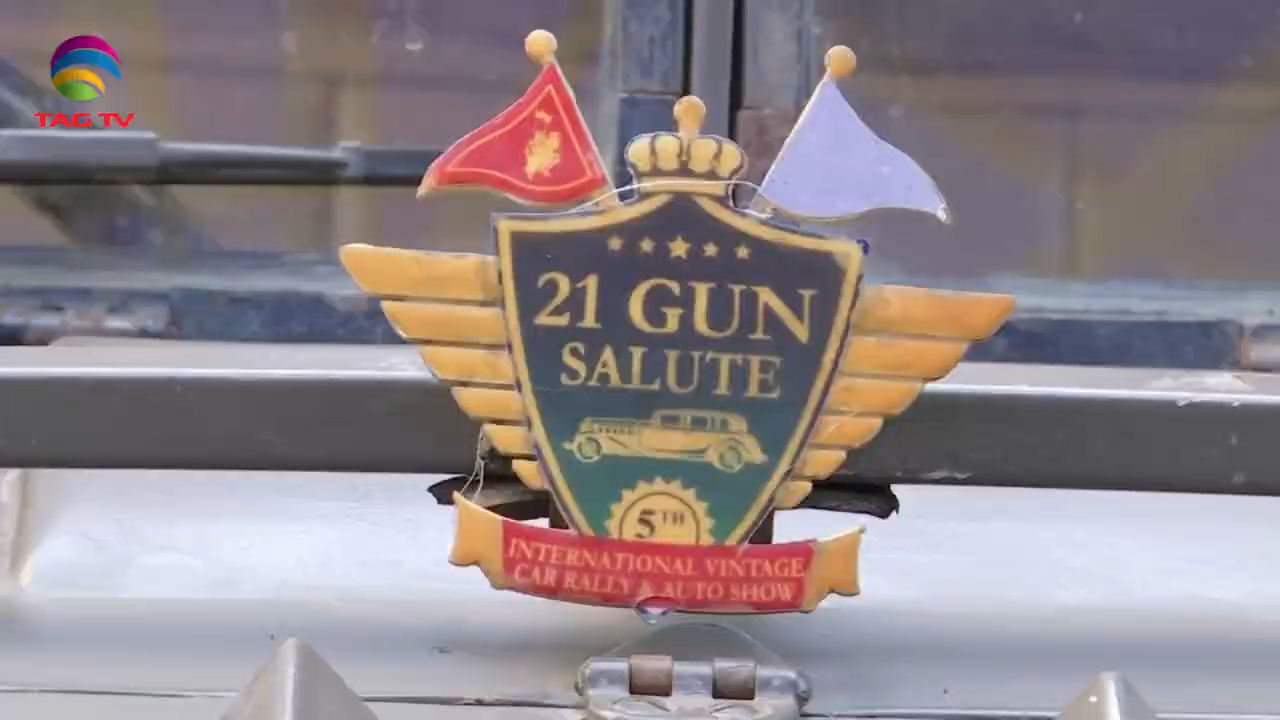 TAG TV
21 GUN
SALUTE
5TH
INTERNATIONAL VINTAGE
CAR RALLY & AUTO SHOW